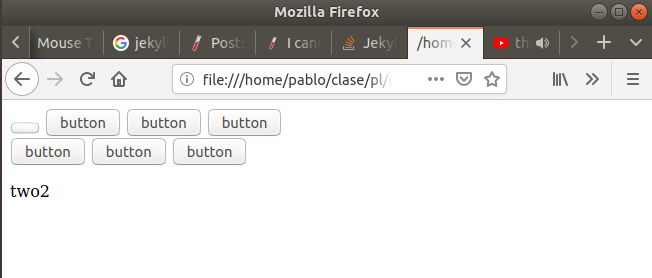 Mozilla Firefox
Mouse T jekyll Posts I can Jekyl /home th
file:///home/pablo/clase/pl/
button button button
button button button
two2